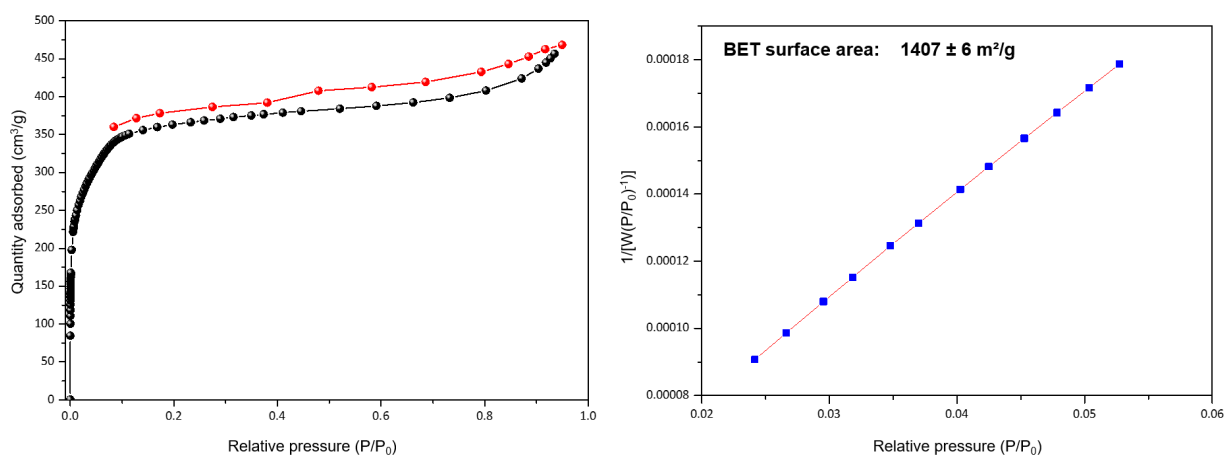 500
450
400
350
300
250
200
150
100
50
0
Quantity adsorbed (cm³/g)
0.0 0.2 0.4 0.6 0.8 1.0
Relative pressure (P/P₀)
BET surface area: 1407 ± 6 m²/g
0.00018
0.00016
0.00014
0.00012
0.00010
0.00008
1/[W(P/P₀)⁻¹)]
0.02 0.03 0.04 0.05 0.06
Relative pressure (P/P₀)